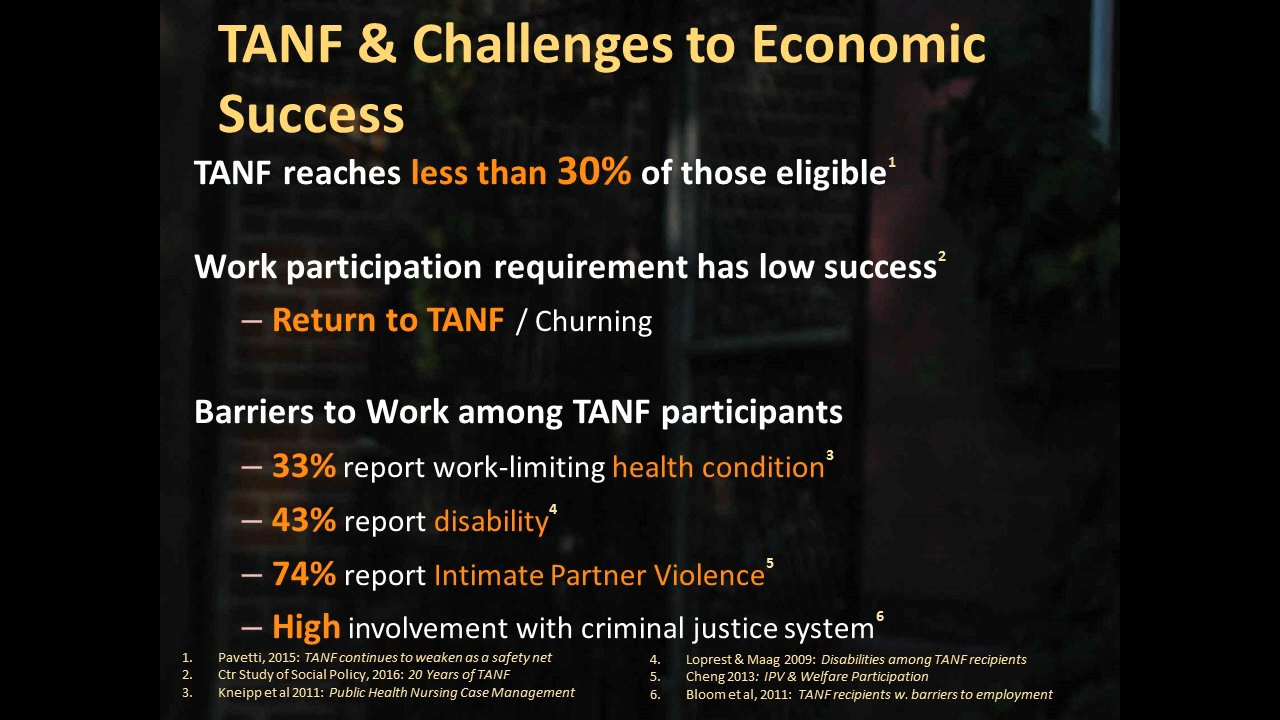 TANF & Challenges to Economic
Success
TANF reaches less than 30% of those eligible1
Work participation requirement has low success2
– Return to TANF / Churning
Barriers to Work among TANF participants
– 33% report work-limiting health condition3
– 43% report disability4
– 74% report Intimate Partner Violence5
– High involvement with criminal justice system6
1. Pavetti, 2015: TANF continues to weaken as a safety net
2. Ctr Study of Social Policy, 2016: 20 Years of TANF
3. Kneipp et al 2011: Public Health Nursing Case Management
4. Loprest & Maag 2009: Disabilities among TANF recipients
5. Cheng 2013: IPV & Welfare Participation
6. Bloom et al, 2011: TANF recipients w. barriers to employment